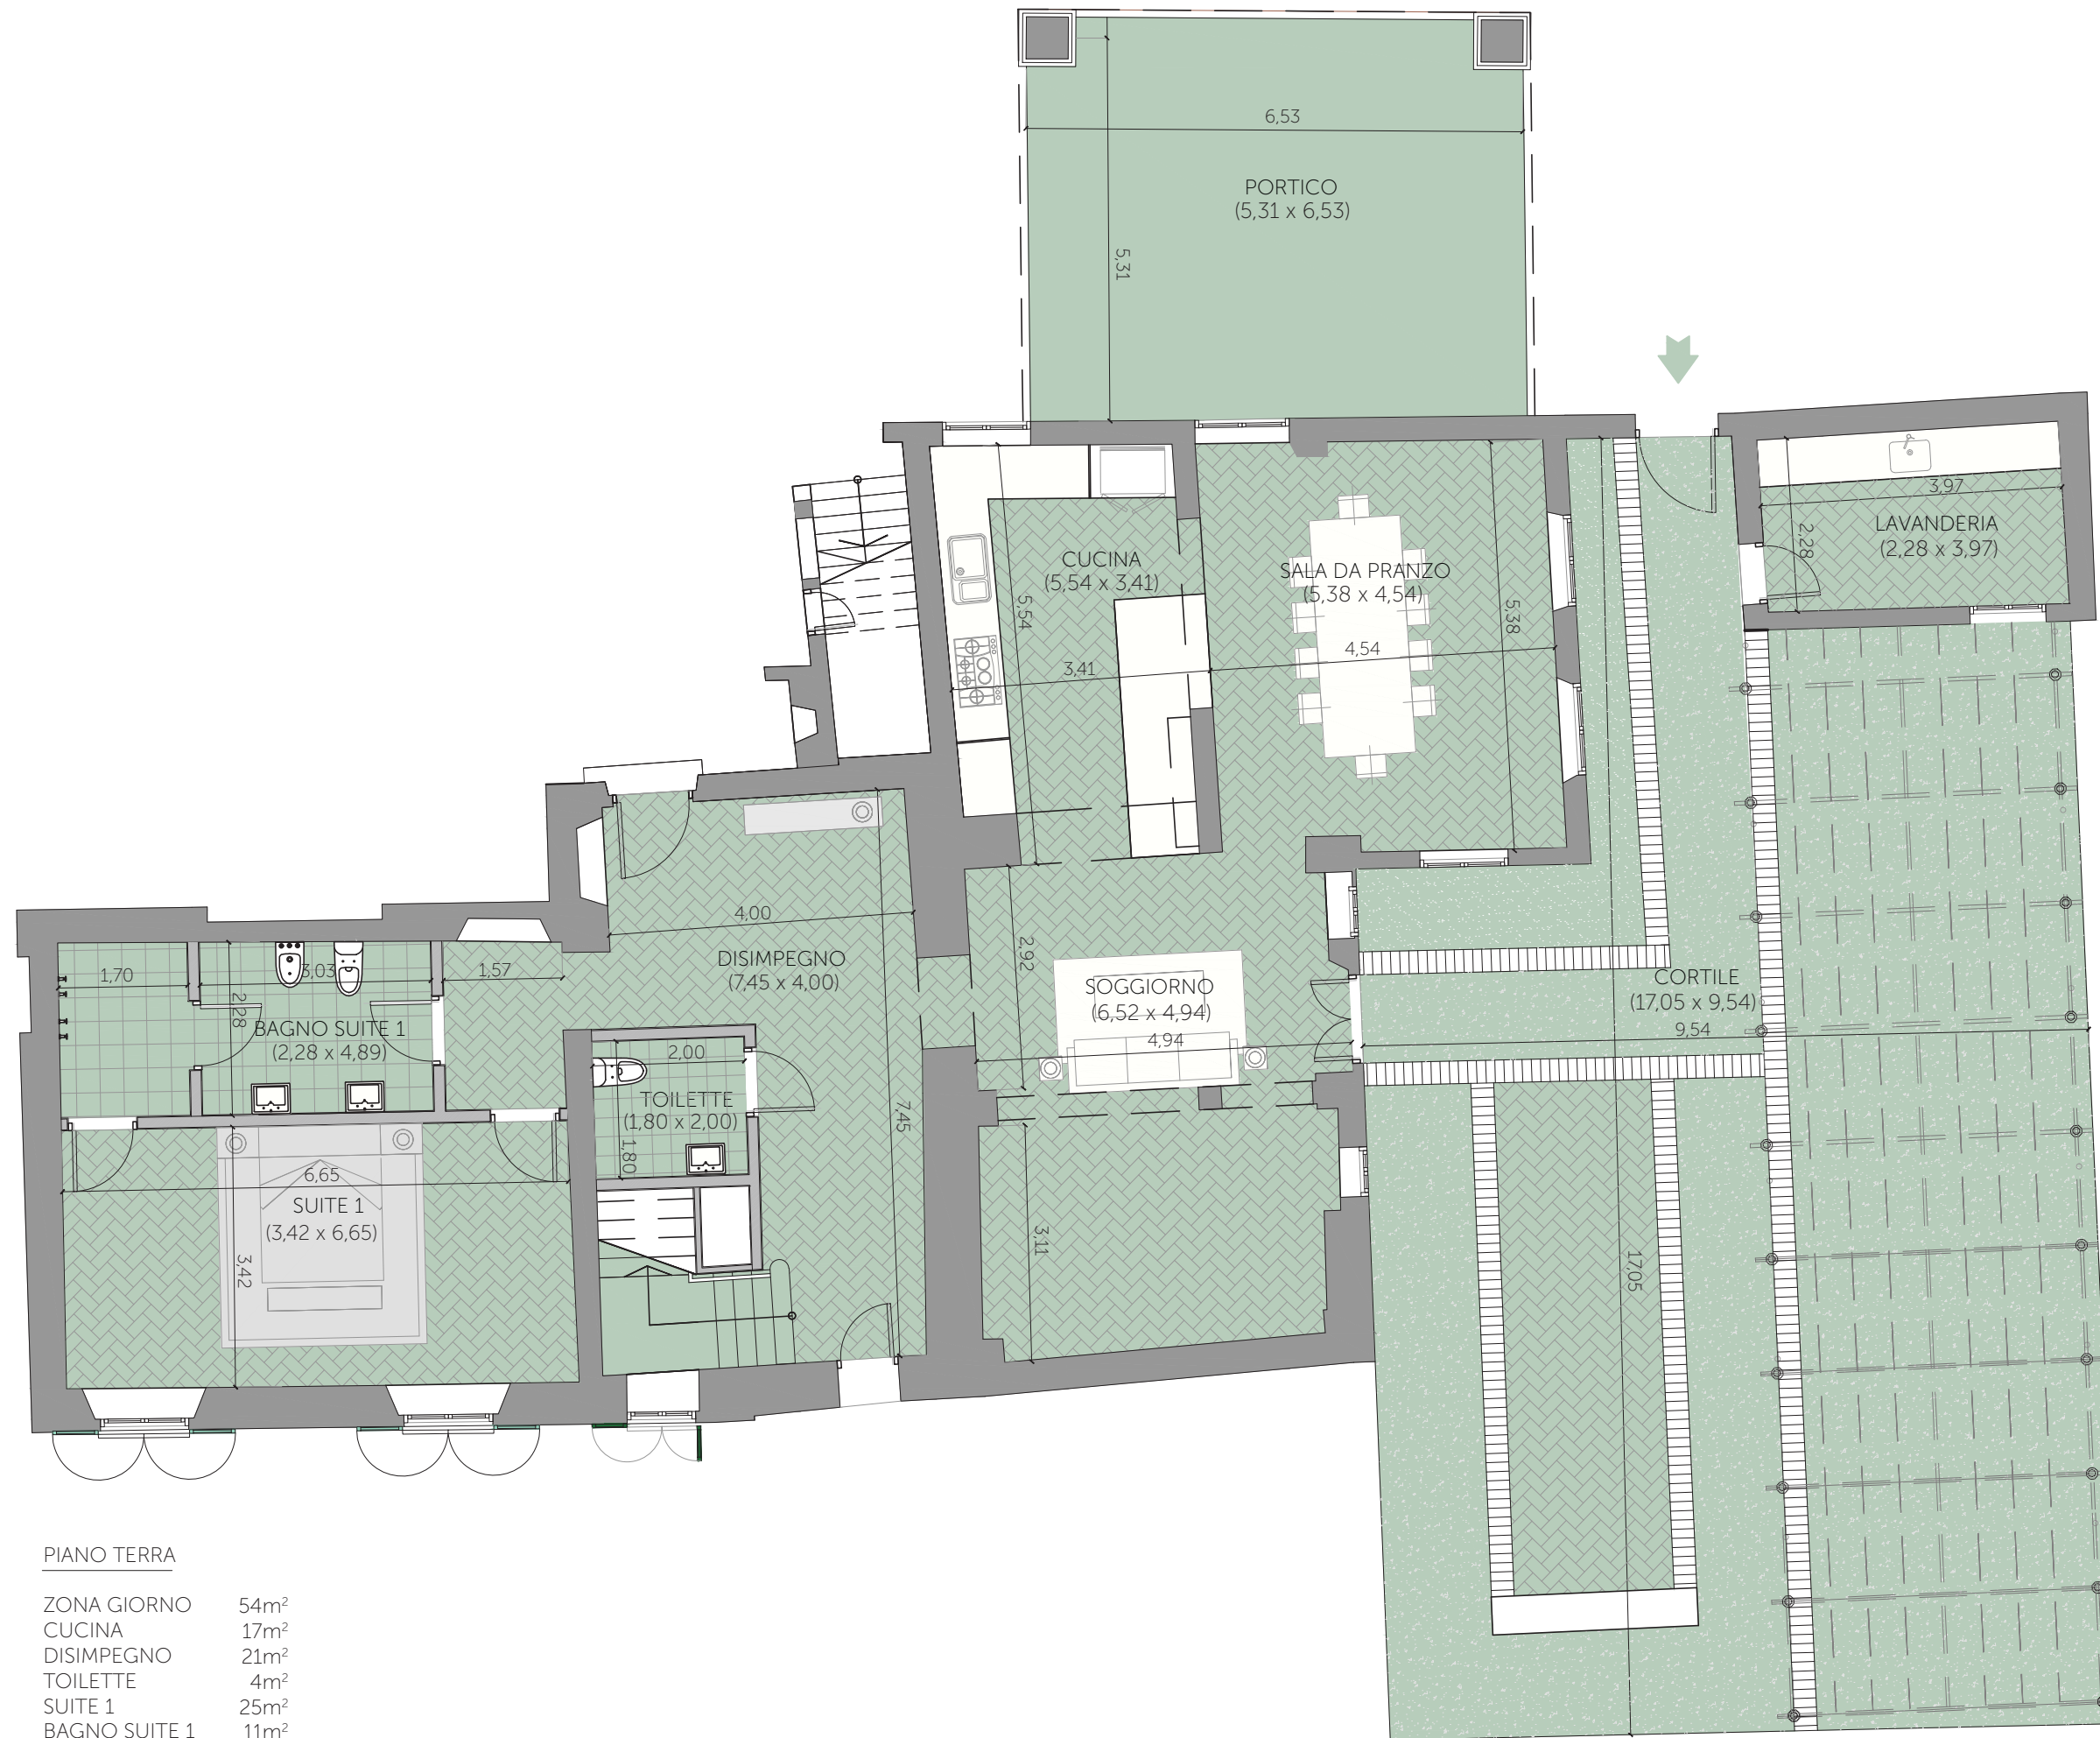 6,53
PORTICO
(5,31 x 6,53)
5,31
3,97
LAVANDERIA
(2,28 x 3,97)
2,28
CUCINA
(5,54 x 3,41)
5,54
3,41
SALA DA PRANZO
(5,38 x 4,54)
5,38
4,54
4,00
DISIMPEGNO
(7,45 x 4,00)
7,45
2,92
SOGGIORNO
(6,52 x 4,94)
4,94
3,11
CORTILE
(17,05 x 9,54)
9,54
17,05
1,70
3,03
1,57
2,28
BAGNO SUITE 1
(2,28 x 4,89)
2,00
TOILETTE
(1,80 x 2,00)
1,80
6,65
SUITE 1
(3,42 x 6,65)
3,42
PIANO TERRA
ZONA GIORNO 54m²
CUCINA 17m²
DISIMPEGNO 21m²
TOILETTE 4m²
SUITE 1 25m²
BAGNO SUITE 1 11m²